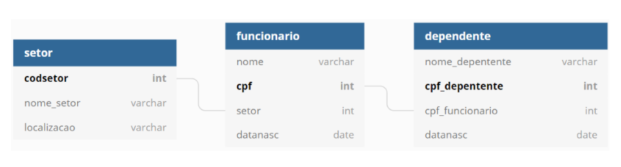 setor
codsetor int
nome_setor varchar
localizacao varchar
funcionario
nome varchar
cpf int
setor int
datanasc date
dependente
nome_depentente varchar
cpf_depentente int
cpf_funcionario int
datanasc date